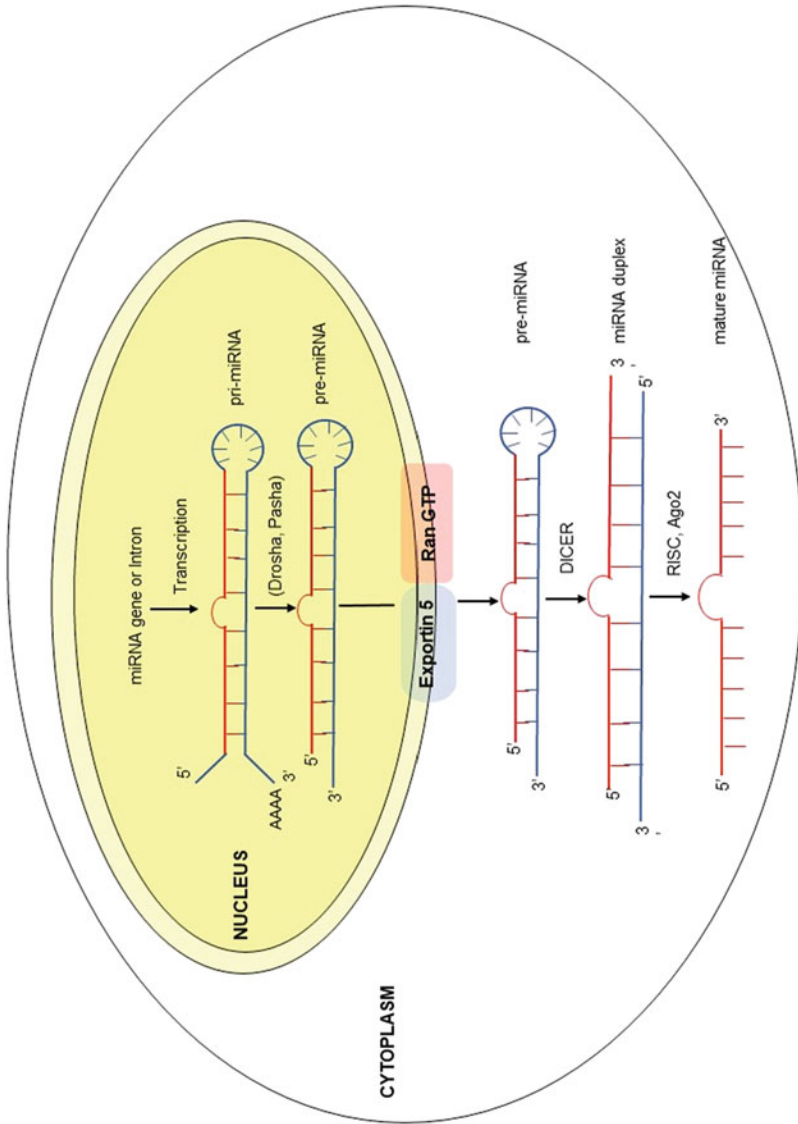 CYTOPLASM
NUCLEUS
miRNA gene or Intron
Transcription
5'
pri-miRNA
AAAA
3'
(Drosha, Pasha)
5'
pre-miRNA
3'
Exportin 5
Ran GTP
5'
pre-miRNA
3'
DICER
5'
miRNA duplex
3
'
3
'
5'
RISC, Ago2
5'
3'
mature miRNA